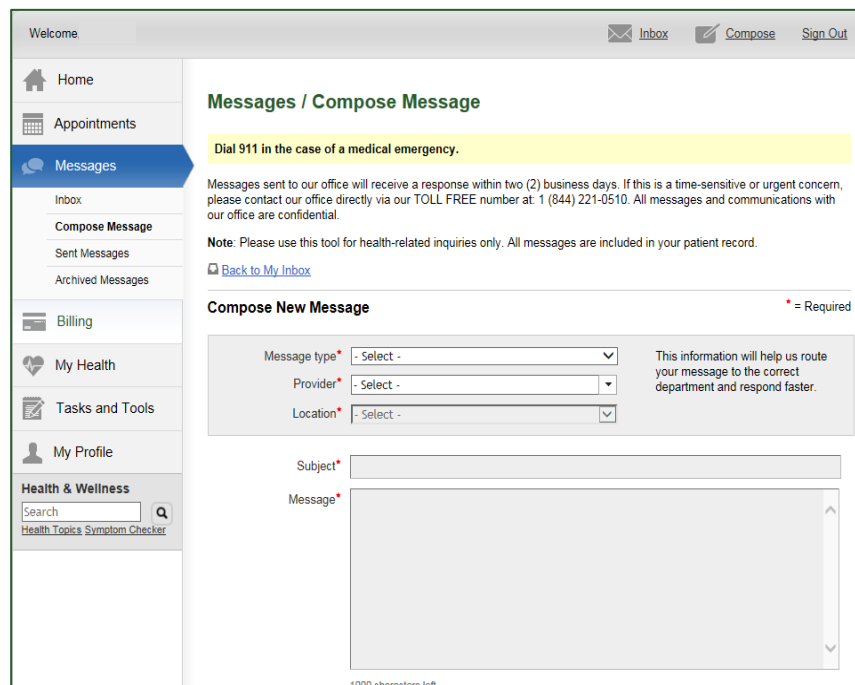 Welcome,
Inbox
Compose
Sign Out
Home
Appointments
Messages
Inbox
Compose Message
Sent Messages
Archived Messages
Billing
My Health
Tasks and Tools
My Profile
Health & Wellness
Search
Health Topics Symptom Checker
Messages / Compose Message
Dial 911 in the case of a medical emergency.
Messages sent to our office will receive a response within two (2) business days. If this is a time-sensitive or urgent concern,
please contact our office directly via our TOLL FREE number at: 1 (844) 221-0510. All messages and communications with
our office are confidential.
Note: Please use this tool for health-related inquiries only. All messages are included in your patient record.
Back to My Inbox
Compose New Message
* = Required
Message type* - Select -
Provider* - Select -
Location* - Select -
This information will help us route
your message to the correct
department and respond faster.
Subject*
Message*
characters left